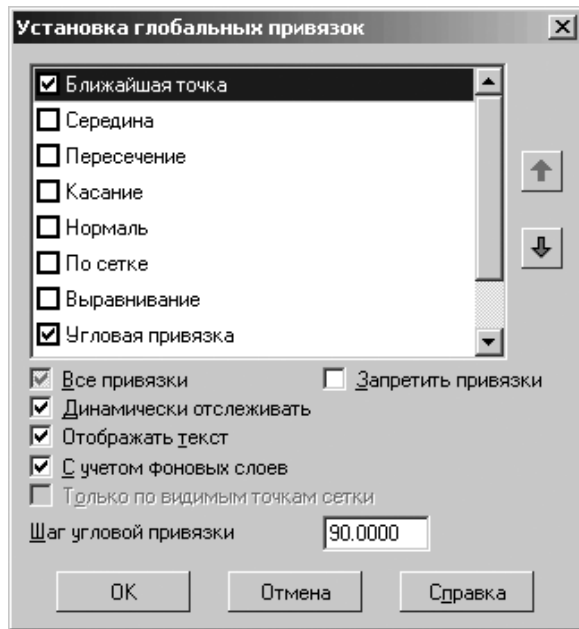 Установка глобальных привязок
Ближайшая точка
Середина
Пересечение
Касание
Нормаль
По сетке
Выравнивание
Угловая привязка
Все привязки Запретить привязки
Динамически отслеживать
Отображать текст
С учетом фоновых слоев
Только по видимым точкам сетки
Шаг угловой привязки 90.0000
OK Отмена Справка